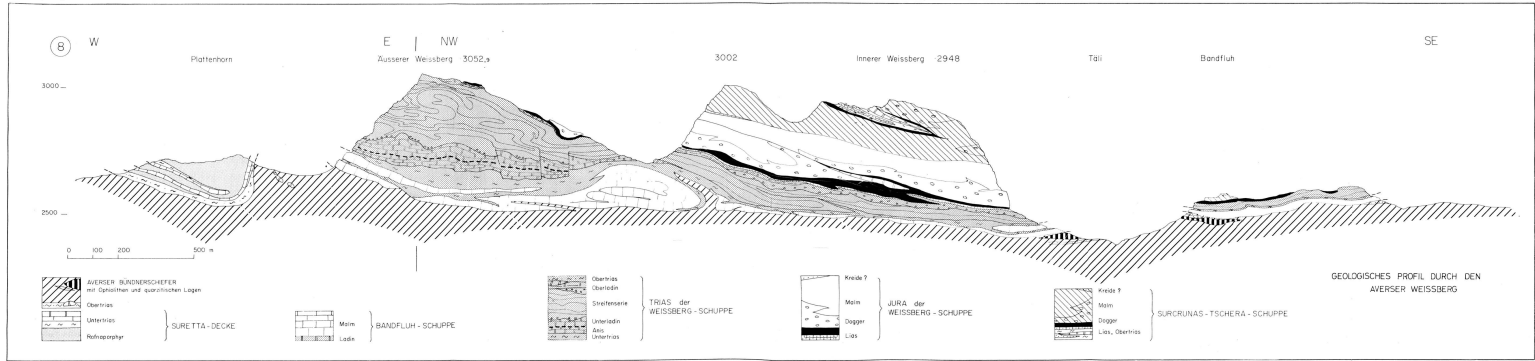 8
W
E | NW
SE
Plattenhorn
Äusserer Weissberg 3052,9
3002
Innerer Weissberg 2948
Täli
Bandfluh
3000
2500
0 100 200 500 m
AVERSER BÜNDNERSCHIEFER
mit Ophiolithen und quarzitischen Lagen
Obertrias
Untertrias
Rofnaporphyr
SURETTA-DECKE
Malm
Ladin
BANDFLUH-SCHUPPE
Obertrias
Oberladin
Streifenserie
Unterladin
Anis
Untertrias
TRIAS der
WEISSBERG-SCHUPPE
Kreide ?
Malm
Dogger
Lias
JURA der
WEISSBERG-SCHUPPE
Kreide ?
Malm
Dogger
Lias, Obertrias
SURCRUNAS-TSCHERA-SCHUPPE
GEOLOGISCHES PROFIL DURCH DEN
AVERSER WEISSBERG